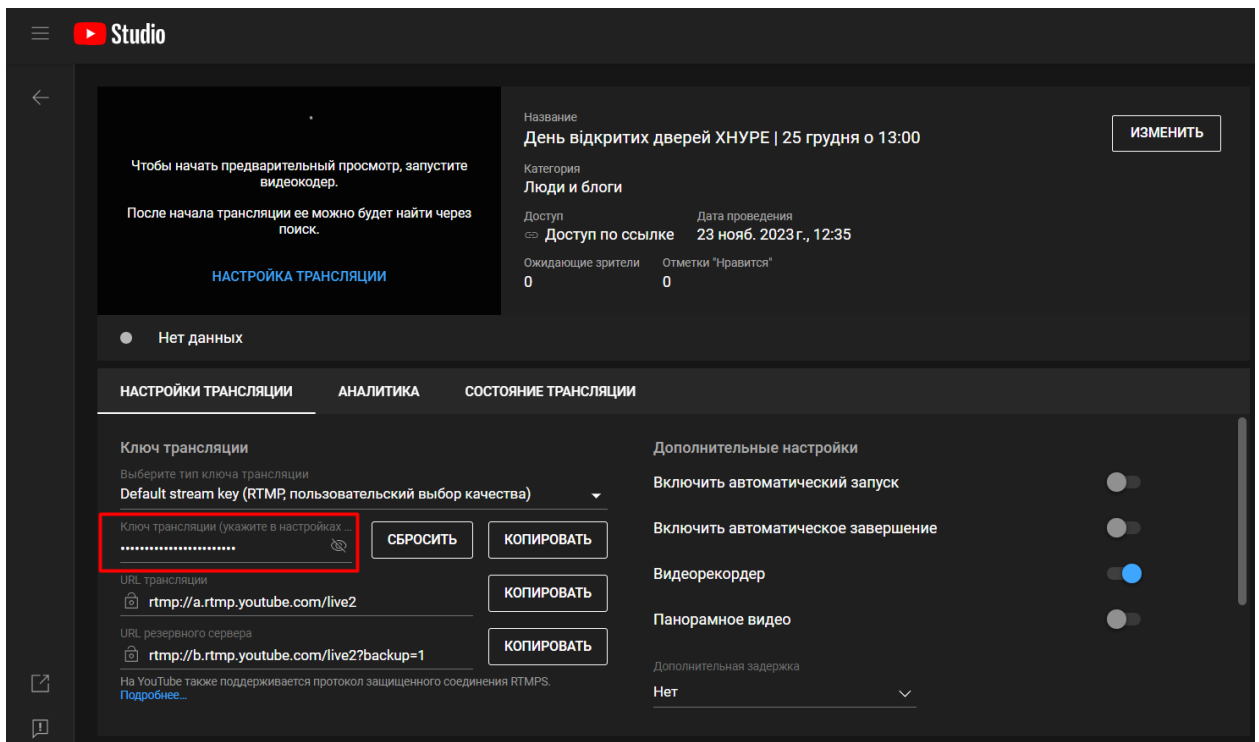 Studio
Чтобы начать предварительный просмотр, запустите
видеокодер.
После начала трансляции ее можно будет найти через
поиск.
НАСТРОЙКА ТРАНСЛЯЦИИ
Название
День відкритих дверей ХНУРЕ | 25 грудня о 13:00
ИЗМЕНИТЬ
Категория
Люди и блоги
Доступ
Дата проведения
Доступ по ссылке
23 нояб. 2023 г., 12:35
Ожидающие зрители
Отметки "Нравится"
0
0
Нет данных
НАСТРОЙКИ ТРАНСЛЯЦИИ
АНАЛИТИКА
СОСТОЯНИЕ ТРАНСЛЯЦИИ
Ключ трансляции
Выберите тип ключа трансляции
Default stream key (RTMP, пользовательский выбор качества)
Ключ трансляции (укажите в настройках ...
••••••••••••••••••••••••
СБРОСИТЬ
КОПИРОВАТЬ
URL трансляции
rtmp://a.rtmp.youtube.com/live2
КОПИРОВАТЬ
URL резервного сервера
rtmp://b.rtmp.youtube.com/live2?backup=1
КОПИРОВАТЬ
На YouTube также поддерживается протокол защищенного соединения RTMPS.
Подробнее...
Дополнительные настройки
Включить автоматический запуск
Включить автоматическое завершение
Видеорекордер
Панорамное видео
Дополнительная задержка
Нет